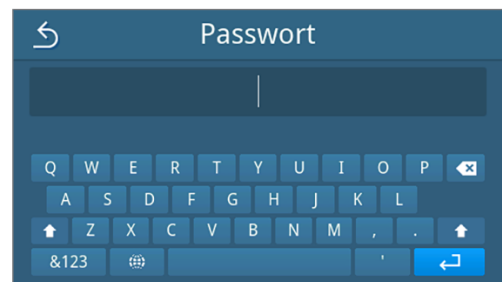 Passwort
Q W E R T Y U I O P
A S D F G H J K L
Z X C V B N M , .
&123 '